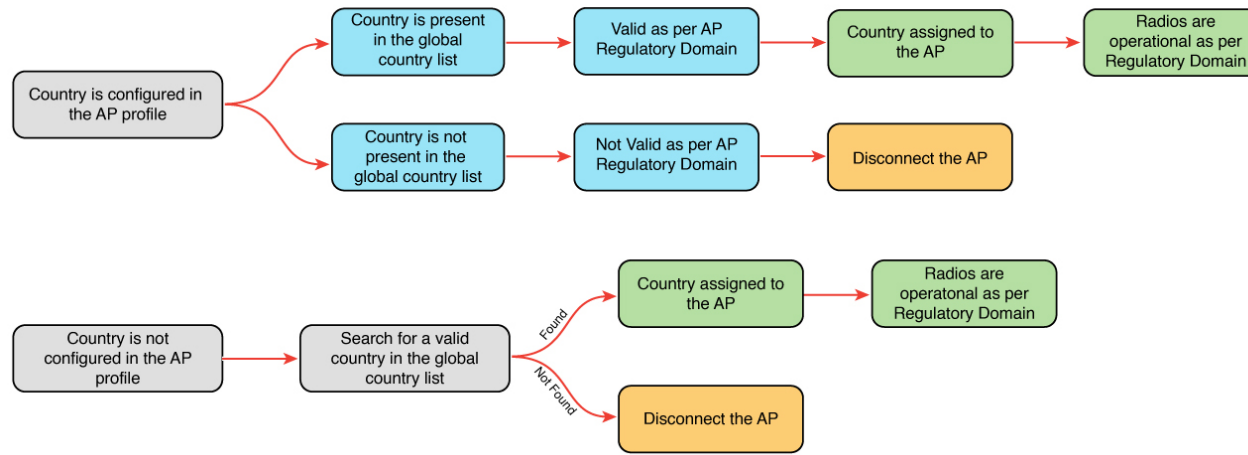 Country is present
in the global
country list
Valid as per AP
Regulatory Domain
Country assigned to
the AP
Radios are
operational as per
Regulatory Domain
Country is configured in
the AP profile
Country is not
present in the
global country list
Not Valid as per AP
Regulatory Domain
Disconnect the AP
Country is not
configured in the AP
profile
Search for a valid
country in the global
country list
Found
Country assigned to
the AP
Radios are
operatonal as per
Regulatory Domain
Not Found
Disconnect the AP